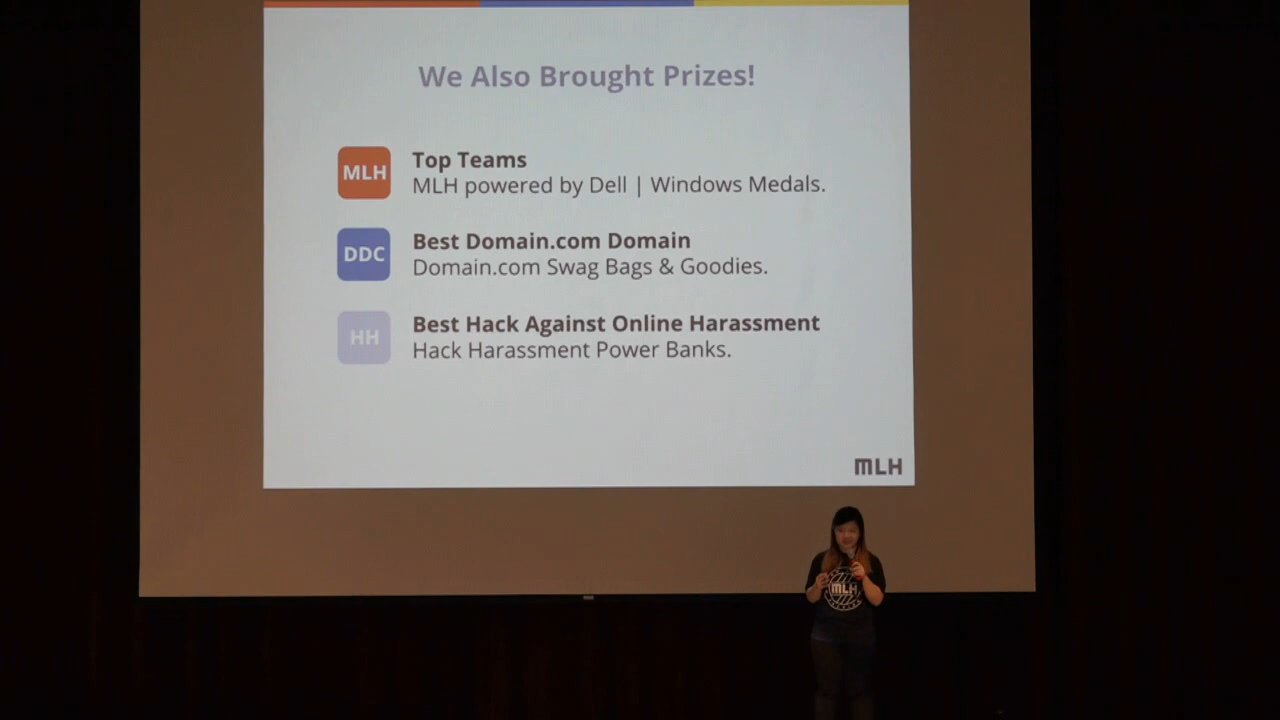 We Also Brought Prizes!
MLH
Top Teams
MLH powered by Dell | Windows Medals.
DDC
Best Domain.com Domain
Domain.com Swag Bags & Goodies.
HH
Best Hack Against Online Harassment
Hack Harassment Power Banks.
MLH
MLH